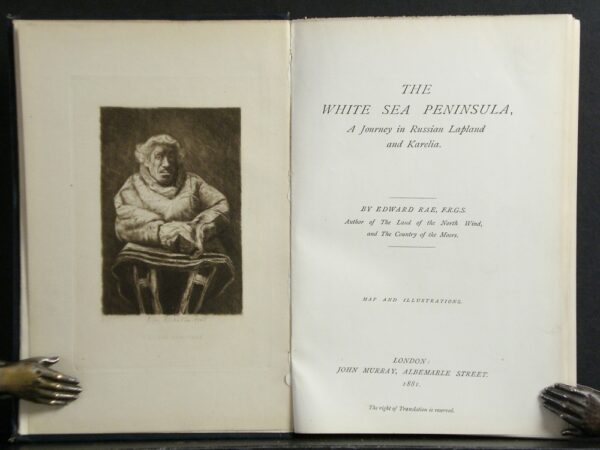 THE
WHITE SEA PENINSULA,
A Journey in Russian Lapland
and Karelia.
BY EDWARD RAE, F.R.G.S.
Author of The Land of the North Wind,
and The Country of the Moors.
MAP AND ILLUSTRATIONS.
LONDON:
JOHN MURRAY, ALBEMARLE STREET.
1881.
The right of Translation is reserved.